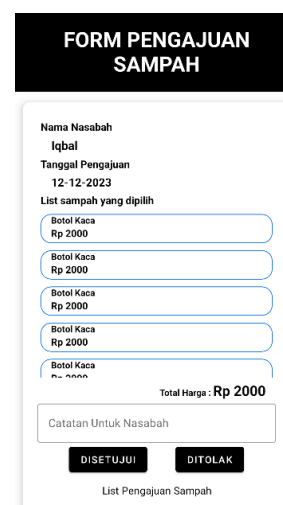 FORM PENGAJUAN
SAMPAH
Nama Nasabah
Iqbal
Tanggal Pengajuan
12-12-2023
List sampah yang dipilih
Botol Kaca
Rp 2000
Botol Kaca
Rp 2000
Botol Kaca
Rp 2000
Botol Kaca
Rp 2000
Botol Kaca
Rp 2000
Total Harga : Rp 2000
Catatan Untuk Nasabah
DISETUJUI DITOLAK
List Pengajuan Sampah